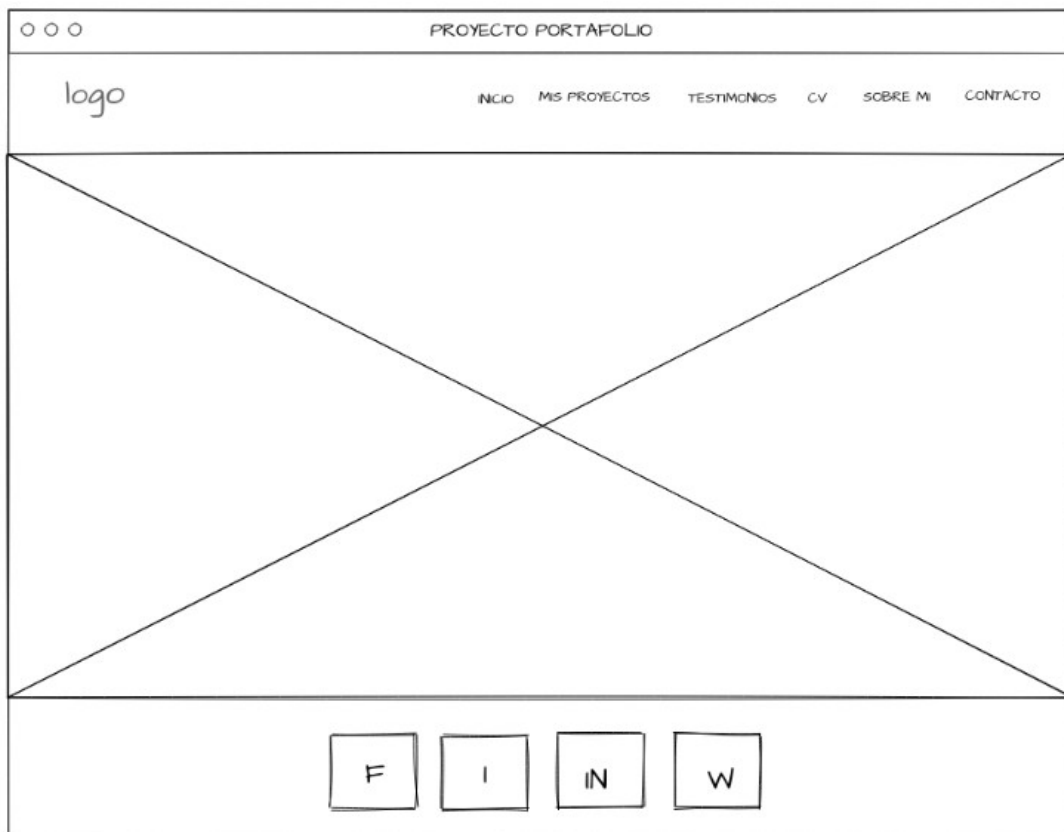 PROYECTO PORTAFOLIO
logo INICIO MIS PROYECTOS TESTIMONIOS CV SOBRE MI CONTACTO
F I IN W